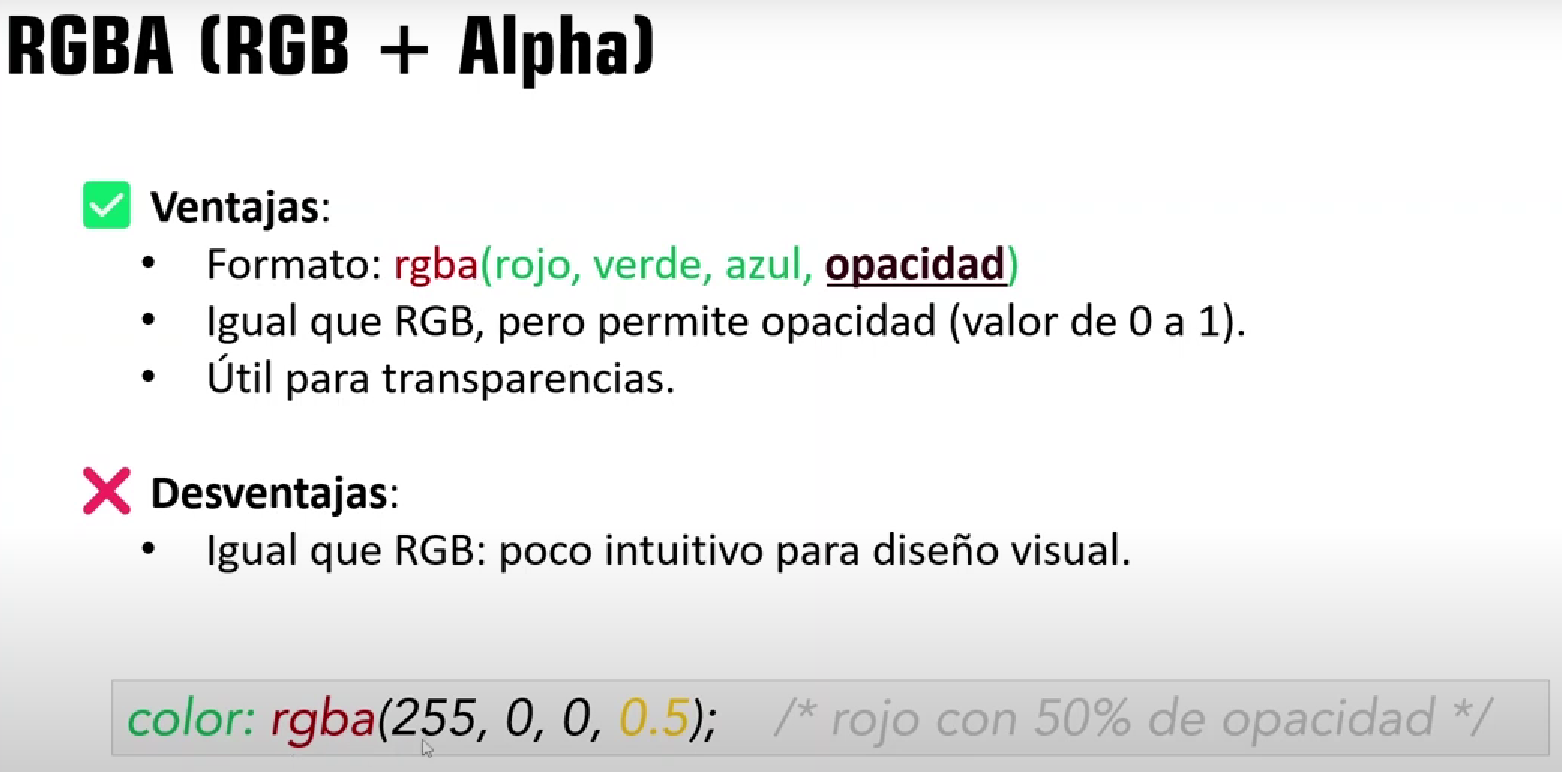 RGBA (RGB + Alpha)
Ventajas:
• Formato: rgba(rojo, verde, azul, opacidad)
• Igual que RGB, pero permite opacidad (valor de 0 a 1).
• Útil para transparencias.
Desventajas:
• Igual que RGB: poco intuitivo para diseño visual.
color: rgba(255, 0, 0, 0.5); /* rojo con 50% de opacidad */